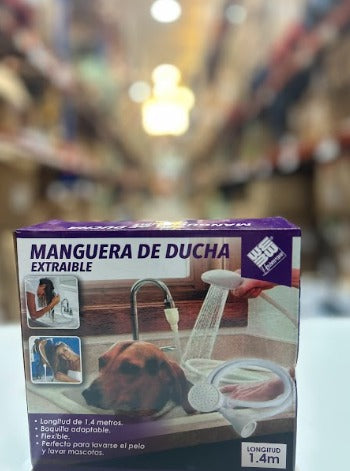 MANGUERA DE DUCHA
EXTRAIBLE
- Longitud de 1.4 metros.
- Boquilla adaptable.
- Flexible.
- Perfecto para lavarse el pelo
y lavar mascotas.
LONGITUD
1.4m